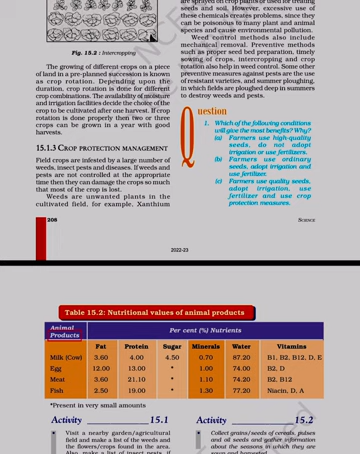 are sprayed on crop plants or used for treating
seeds and soil. However, excessive use of
these chemicals creates problems, since they
can be poisonous to many plant and animal
species and cause environmental pollution.
Weed control methods also include
mechanical removal. Preventive methods
such as proper seed bed preparation, timely
sowing of crops, intercropping and crop
rotation also help in weed control. Some other
preventive measures against pests are the use
of resistant varieties, and summer ploughing,
in which fields are ploughed deep in summers
to destroy weeds and pests.
Fig. 15.2 : Intercropping
The growing of different crops on a piece
of land in a pre-planned succession is known
as crop rotation. Depending upon the
duration, crop rotation is done for different
crop combinations. The availability of moisture
and irrigation facilities decide the choice of the
crop to be cultivated after one harvest. If crop
rotation is done properly then two or three
crops can be grown in a year with good
harvests.
15.1.3 CROP PROTECTION MANAGEMENT
Field crops are infested by a large number of
weeds, insect pests and diseases. If weeds and
pests are not controlled at the appropriate
time then they can damage the crops so much
that most of the crop is lost.
Weeds are unwanted plants in the
cultivated field, for example, Xanthium
Question
1. Which of the following conditions
will give the most benefits? Why?
(a) Farmers use high-quality
seeds, do not adopt
irrigation or use fertilizers.
(b) Farmers use ordinary
seeds, adopt irrigation and
use fertilizer.
(c) Farmers use quality seeds,
adopt irrigation, use
fertilizer and use crop
protection measures.
206
SCIENCE
2022-23
Table 15.2: Nutritional values of animal products
Animal Products Per cent (%) Nutrients
Fat Protein Sugar Minerals Water Vitamins
Milk (Cow) 3.60 4.00 4.50 0.70 87.20 B1, B2, B12, D, E
Egg 12.00 13.00 * 1.00 74.00 B2, D
Meat 3.60 21.10 * 1.10 74.20 B2, B12
Fish 2.50 19.00 * 1.30 77.20 Niacin, D, A
*Present in very small amounts
Activity 15.1
• Visit a nearby garden/agricultural
field and make a list of the weeds and
the flowers/crops found in the area.
Also, make a list of insect pests, if
Activity 15.2
• Collect grains/seeds of cereals, pulses
and oil seeds and gather information
about the seasons in which they are
sown and harvested.